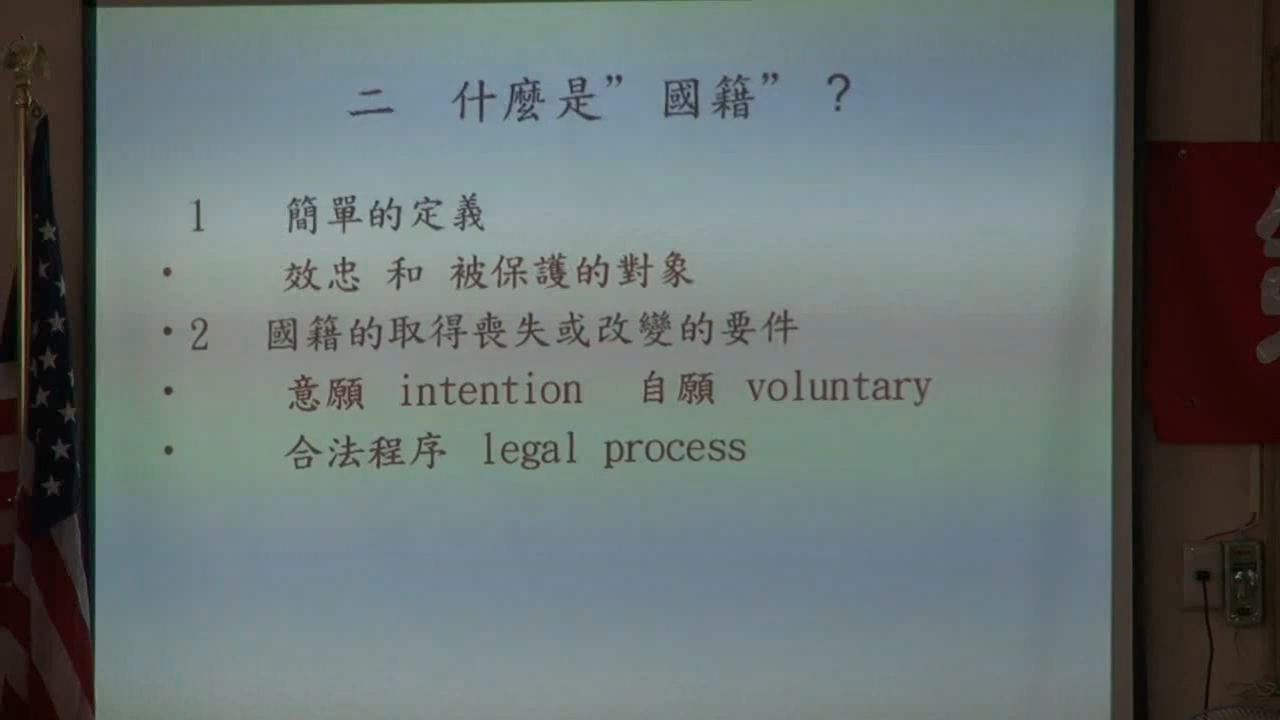 二 什麼是”國籍”？
1 簡單的定義
• 效忠 和 被保護的對象
• 2 國籍的取得喪失或改變的要件
• 意願 intention 自願 voluntary
• 合法程序 legal process